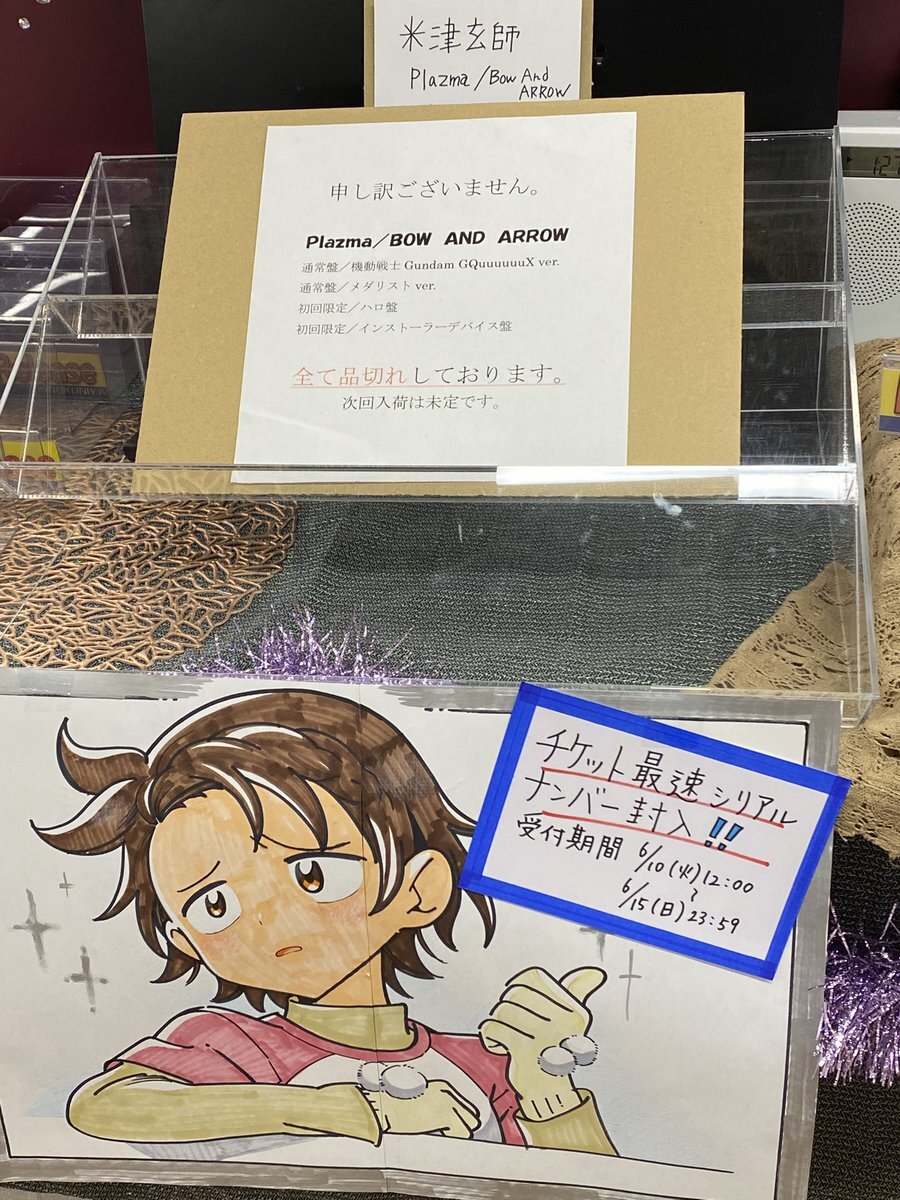 米津玄師
Plazma/Bow And
ARROW
申し訳ございません。
Plazma/BOW AND ARROW
通常盤/機動戦士 Gundam GQuuuuuuX ver.
通常盤/メダリスト ver.
初回限定/ハロ盤
初回限定/インストーラーデバイス盤
全て品切れしております。
次回入荷は未定です。
チケット最速シリアル
ナンバー封入!!
受付期間 6/10(火)12:00
~
6/15(日)23:59